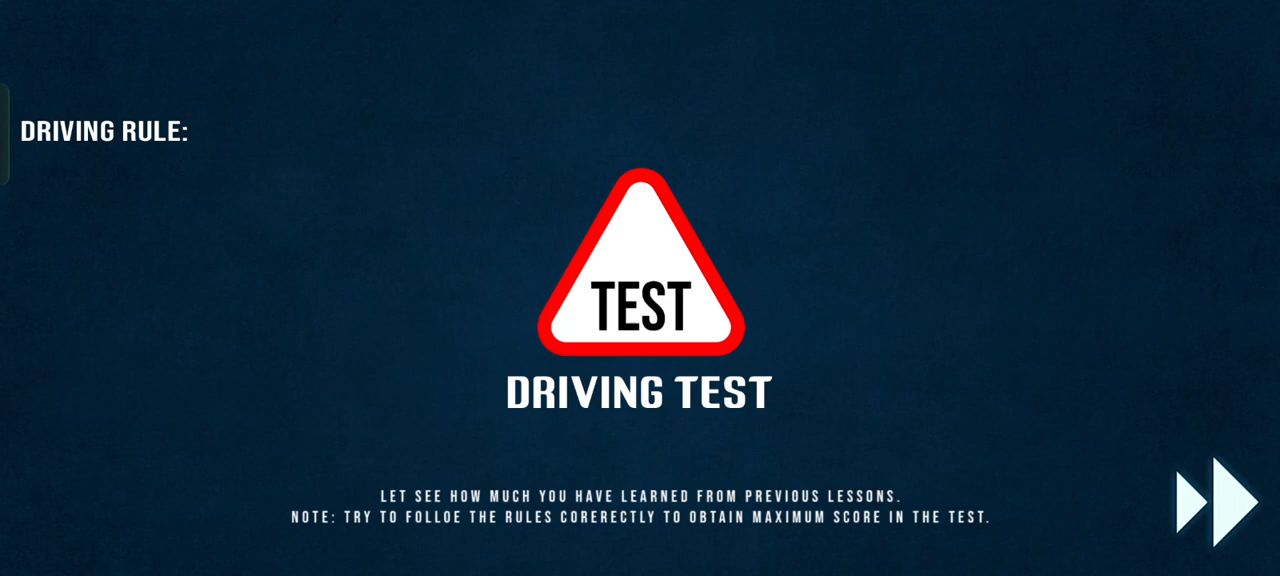 DRIVING RULE:
TEST
DRIVING TEST
LET SEE HOW MUCH YOU HAVE LEARNED FROM PREVIOUS LESSONS.
NOTE: TRY TO FOLLOE THE RULES CORERECTLY TO OBTAIN MAXIMUM SCORE IN THE TEST.